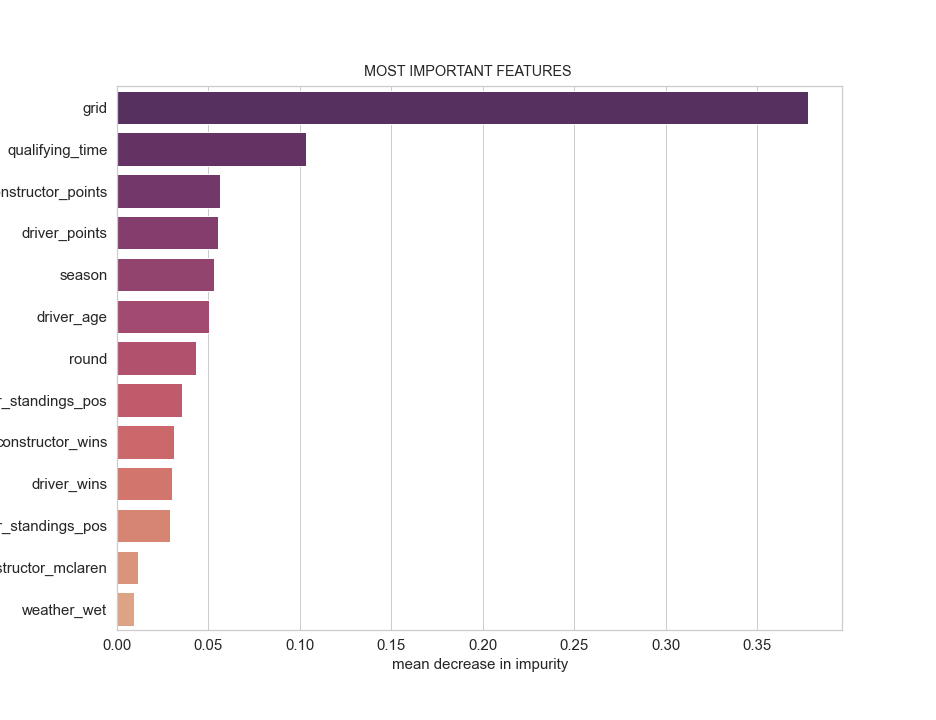 MOST IMPORTANT FEATURES
grid
qualifying_time
nstructor_points
driver_points
season
driver_age
round
r_standings_pos
constructor_wins
driver_wins
r_standings_pos
structor_mclaren
weather_wet
0.00 0.05 0.10 0.15 0.20 0.25 0.30 0.35
mean decrease in impurity